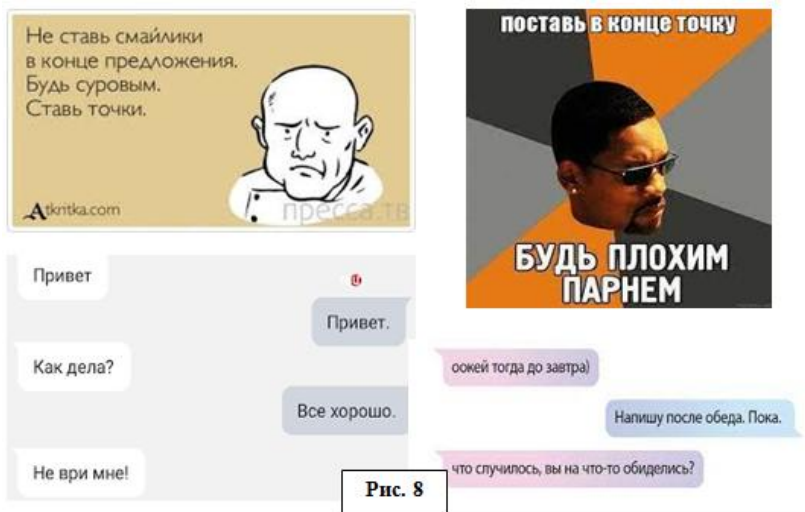 Не ставь смайлики
в конце предложения.
Будь суровым.
Ставь точки.
Atkritka.com
пресса.тв
поставь в конце точку
БУДЬ ПЛОХИМ
ПАРНЕМ
Привет
Привет.
Как дела?
Все хорошо.
Не ври мне!
оокей тогда до завтра)
Напишу после обеда. Пока.
что случилось, вы на что-то обиделись?
Рис. 8